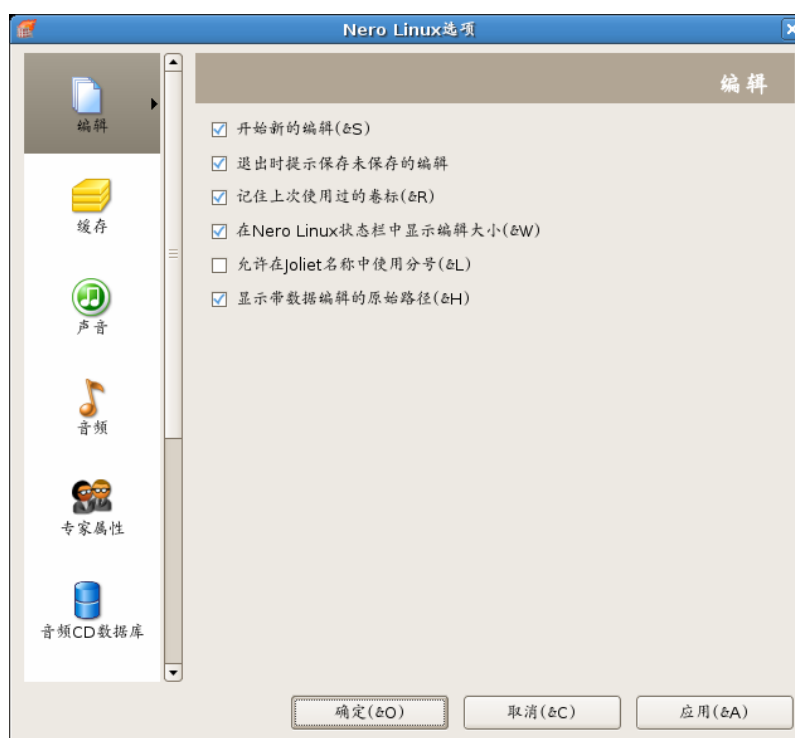 Nero Linux选项
编辑
缓存
声音
音频
专家属性
音频CD数据库
编辑
开始新的编辑(&S)
退出时提示保存未保存的编辑
记住上次使用过的卷标(&R)
在Nero Linux状态栏中显示编辑大小(&W)
允许在Joliet名称中使用分号(&L)
显示带数据编辑的原始路径(&H)
确定(&O)
取消(&C)
应用(&A)